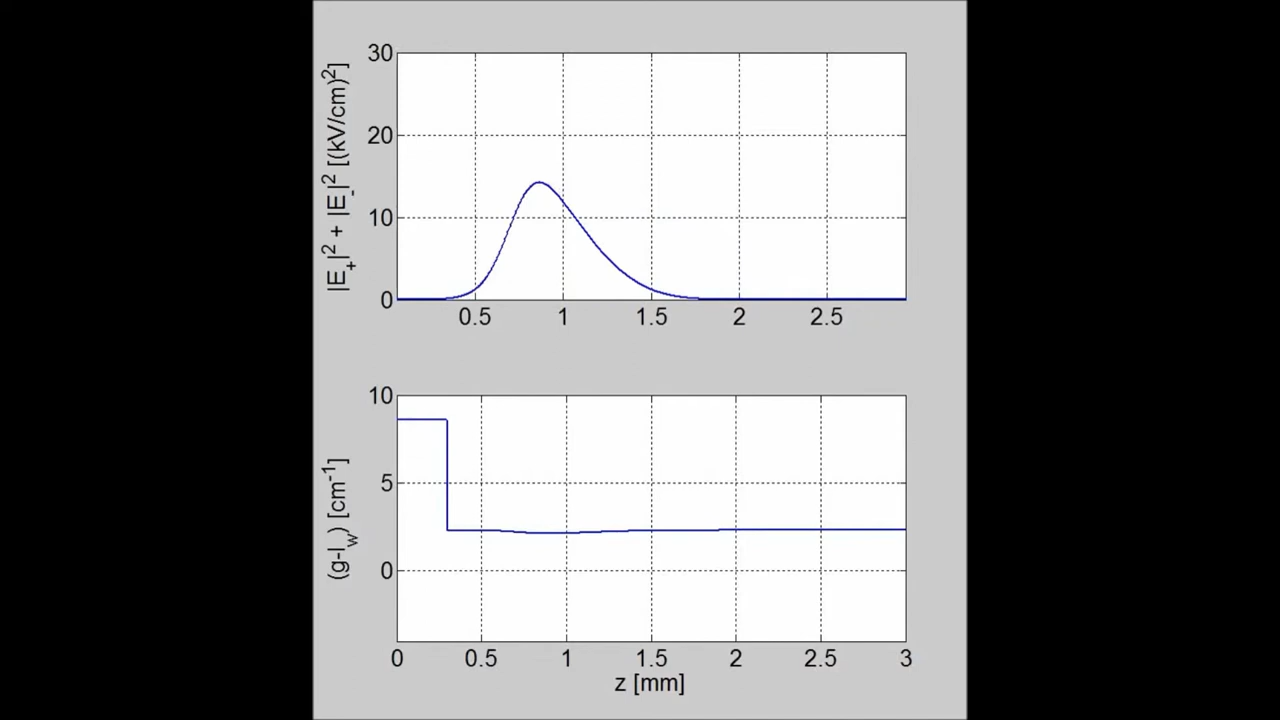 |E₊|² + |E₋|² [(kV/cm)²]
30
20
10
0
0.5 1 1.5 2 2.5
(g-l_w) [cm⁻¹]
10
5
0
0 0.5 1 1.5 2 2.5 3
z [mm]